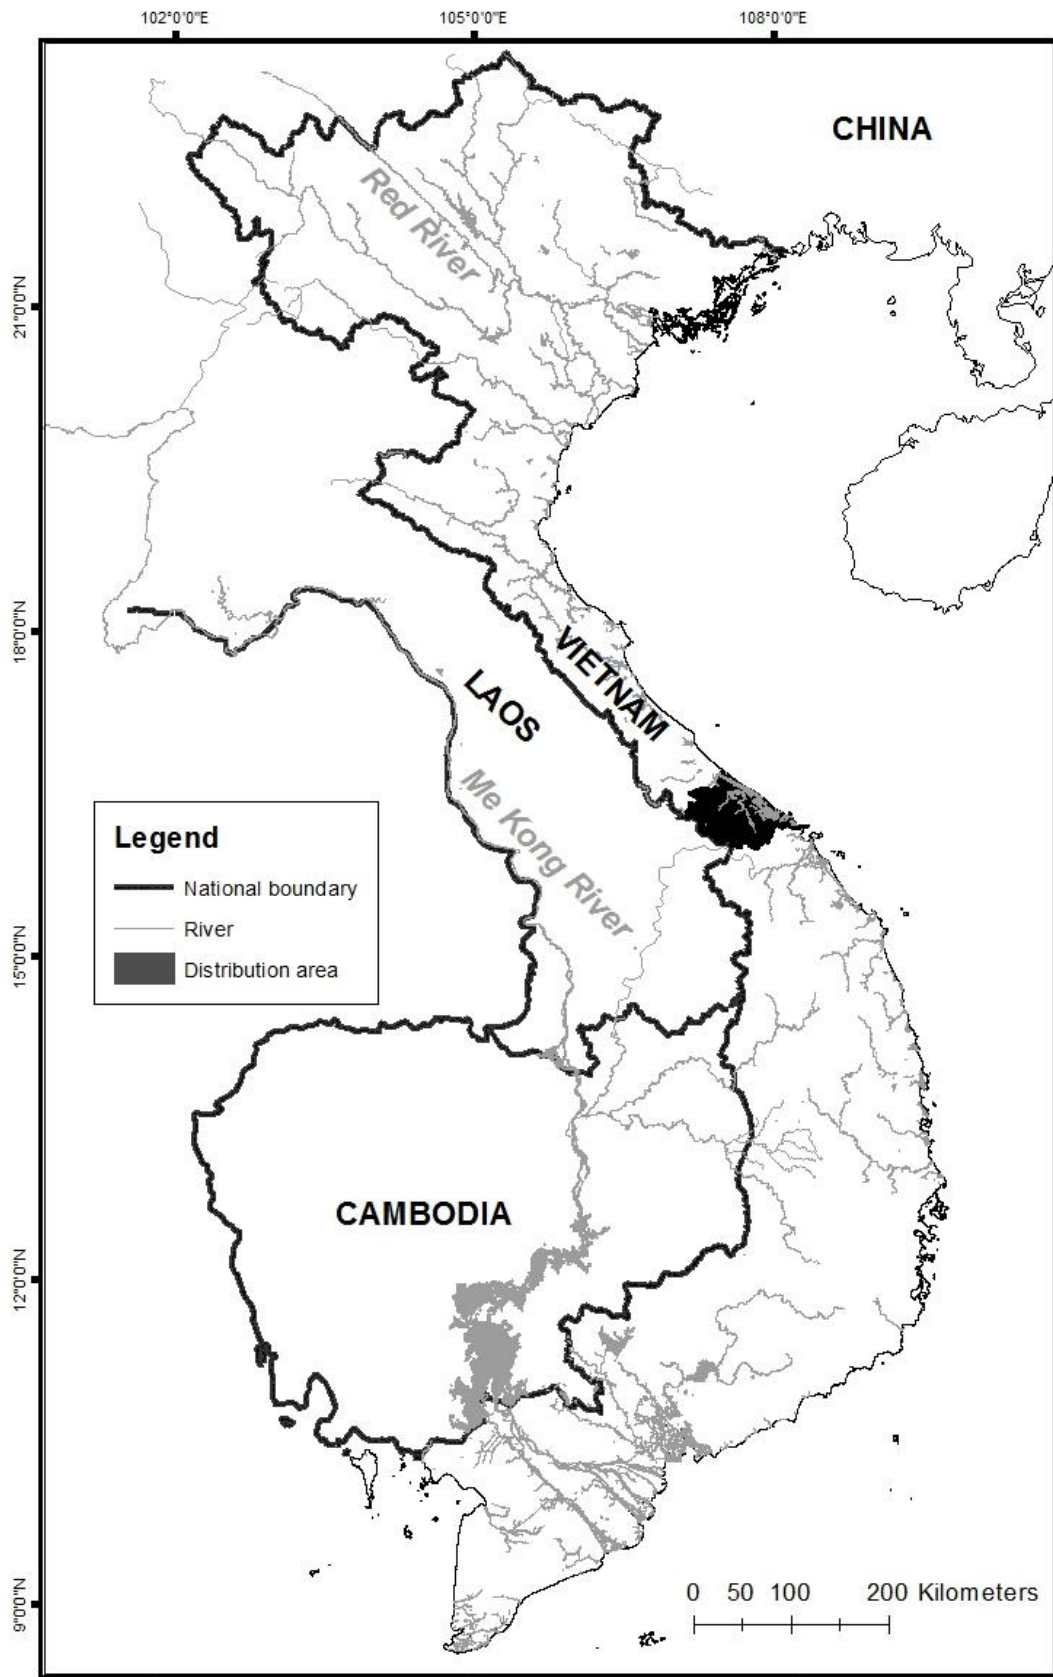 102°0'0"E
105°0'0"E
108°0'0"E
CHINA
Red River
21°0'0"N
18°0'0"N
VIETNAM
LAOS
Me Kong River
Legend
National boundary
River
Distribution area
15°0'0"N
CAMBODIA
12°0'0"N
9°0'0"N
0 50 100 200 Kilometers